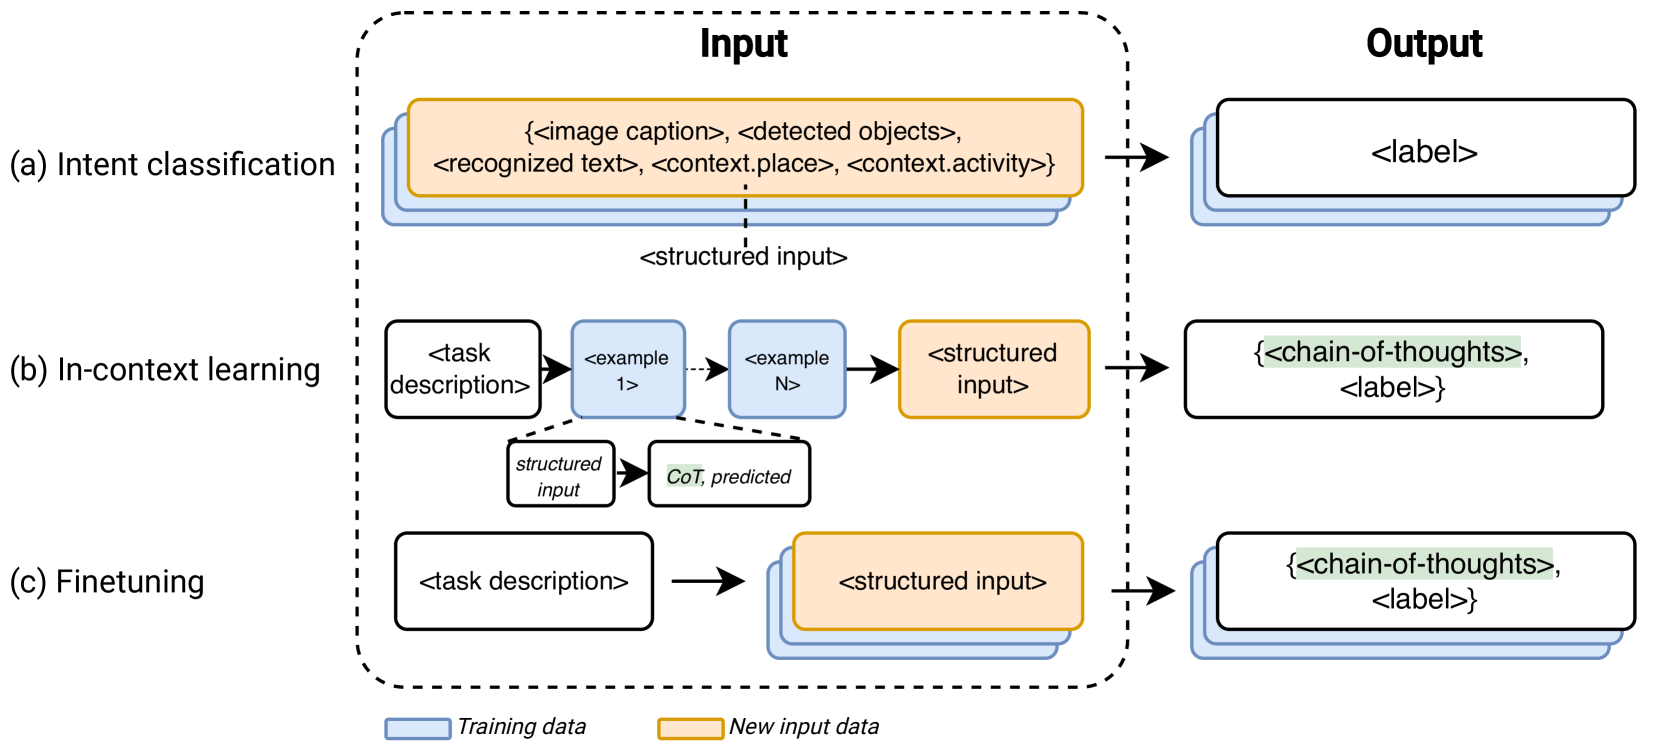 Input
Output
(a) Intent classification
{<image caption>, <detected objects>,
<recognized text>, <context.place>, <context.activity>}
<label>
<structured input>
(b) In-context learning
<task
description>
<example
1>
<example
N>
<structured
input>
{<chain-of-thoughts>,
<label>}
structured
input
CoT, predicted
(c) Finetuning
<task description>
<structured input>
{<chain-of-thoughts>,
<label>}
Training data
New input data